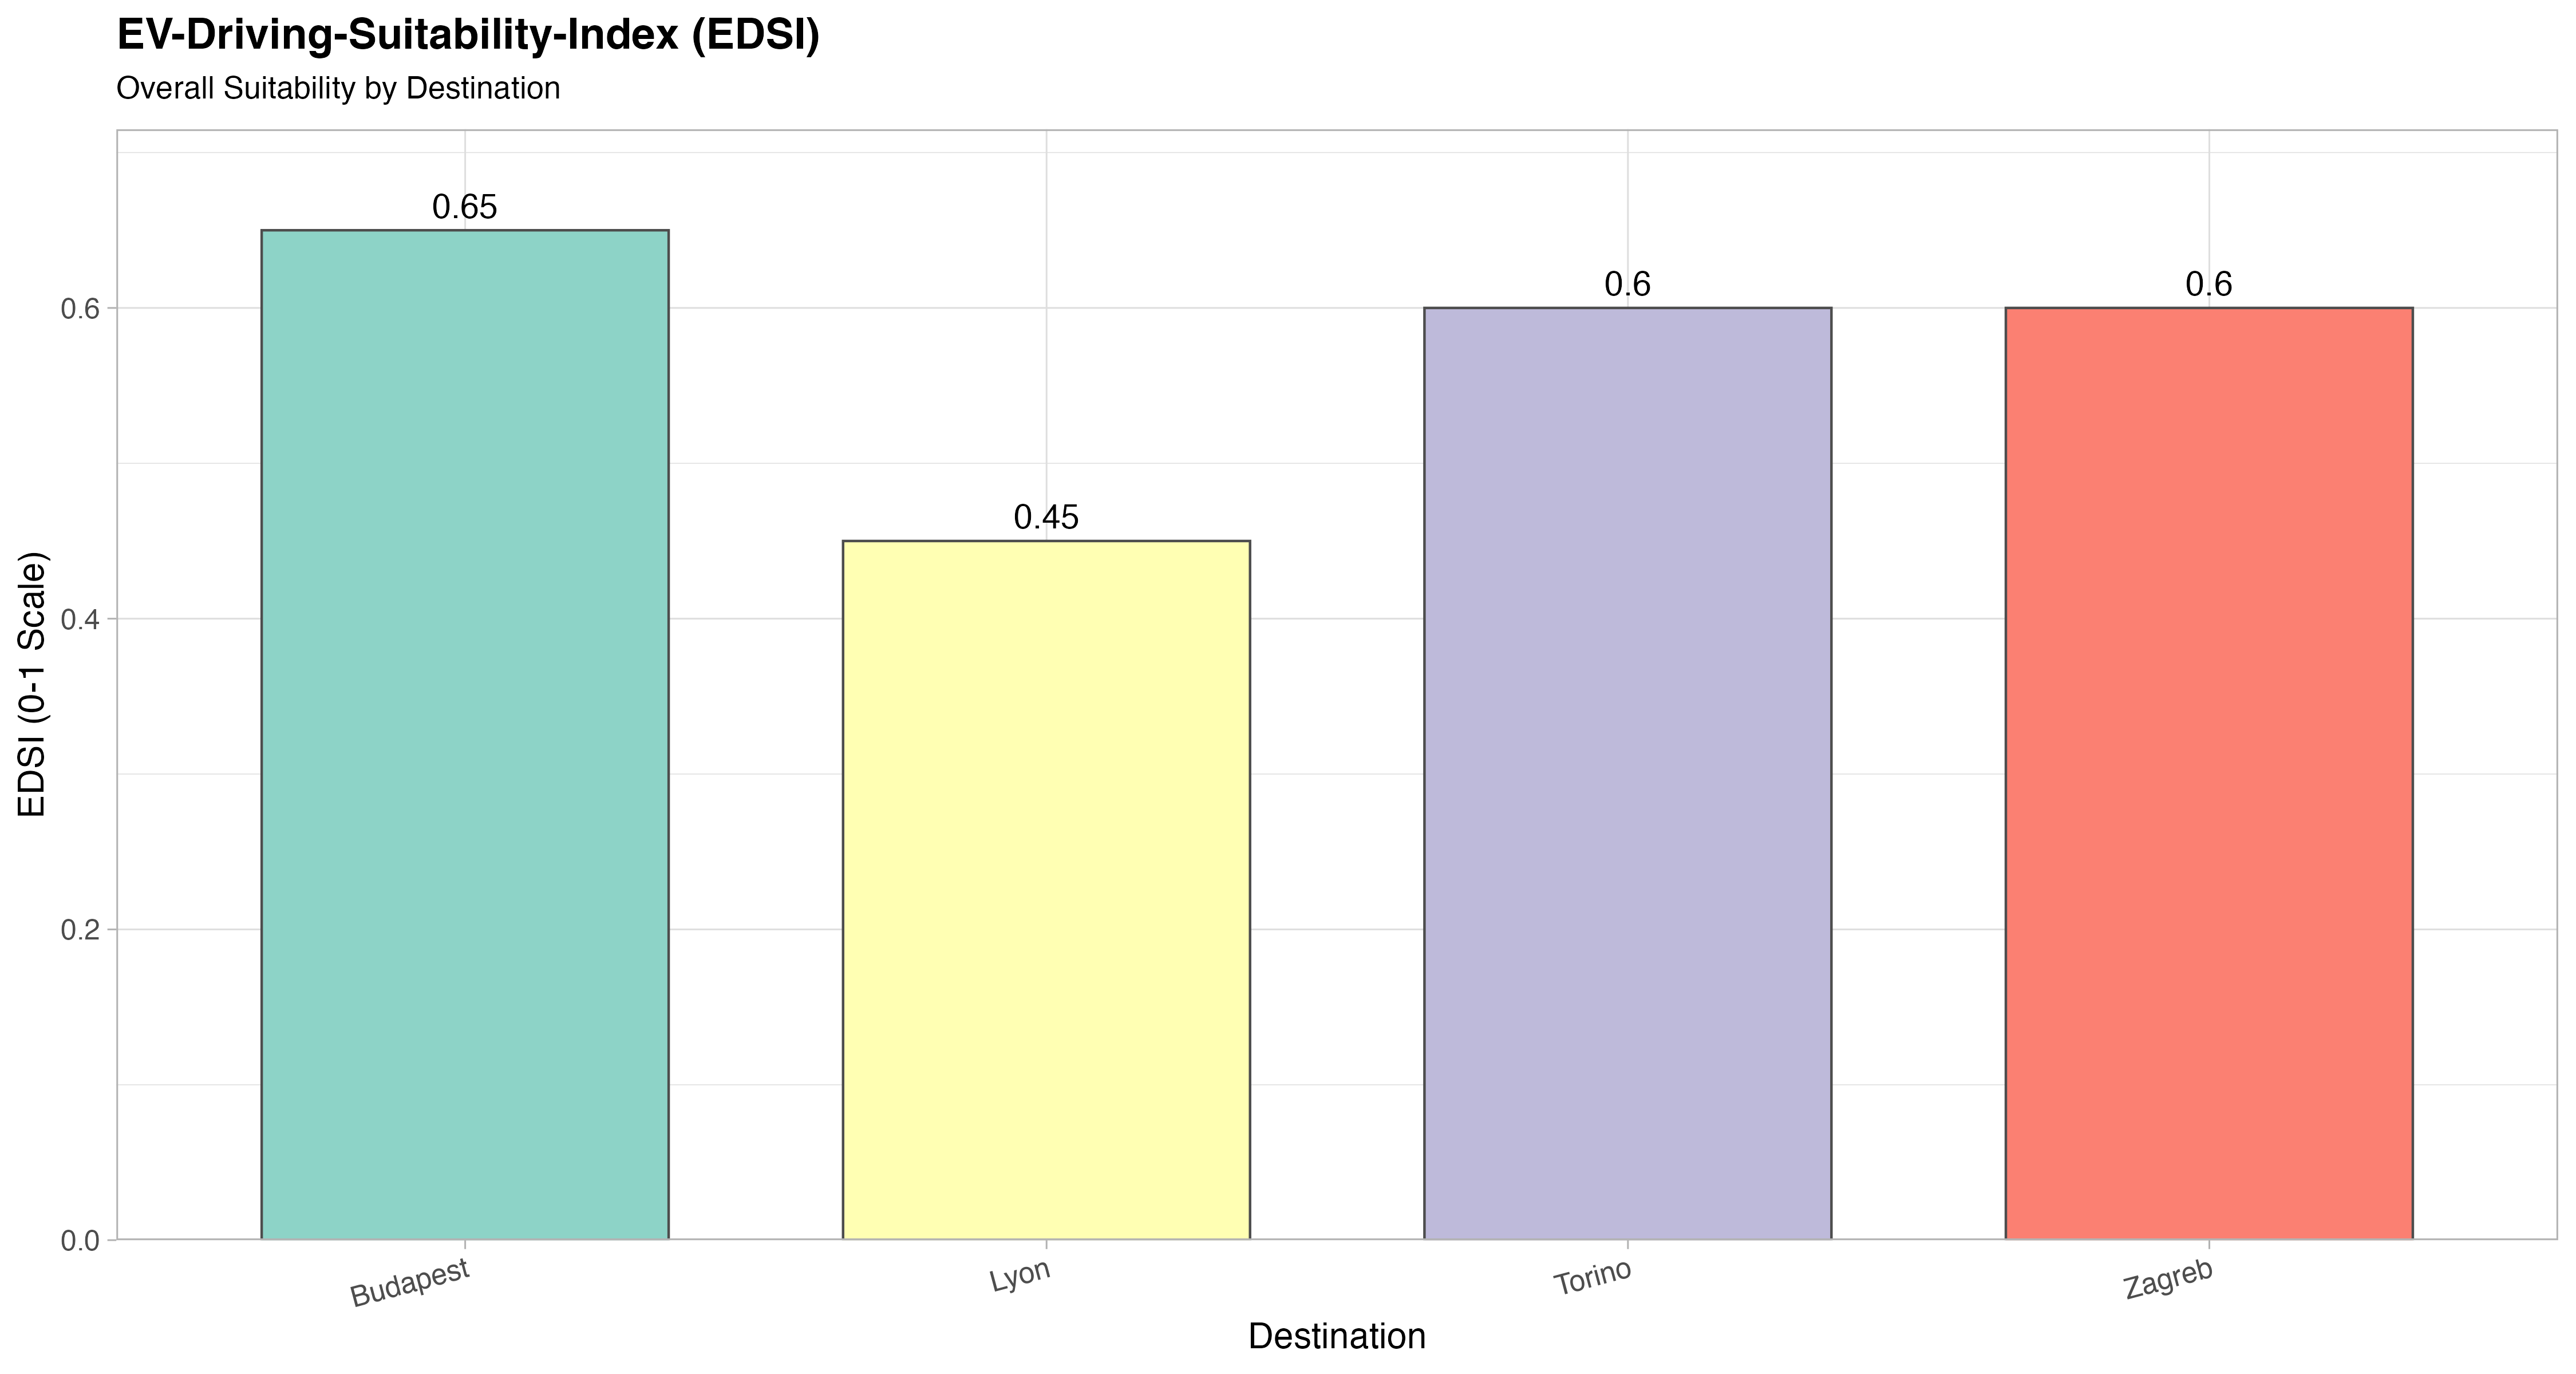 EV-Driving-Suitability-Index (EDSI)
Overall Suitability by Destination
EDSI (0-1 Scale)
0.6
0.4
0.2
0.0
0.65
0.45
0.6
0.6
Budapest
Lyon
Torino
Zagreb
Destination